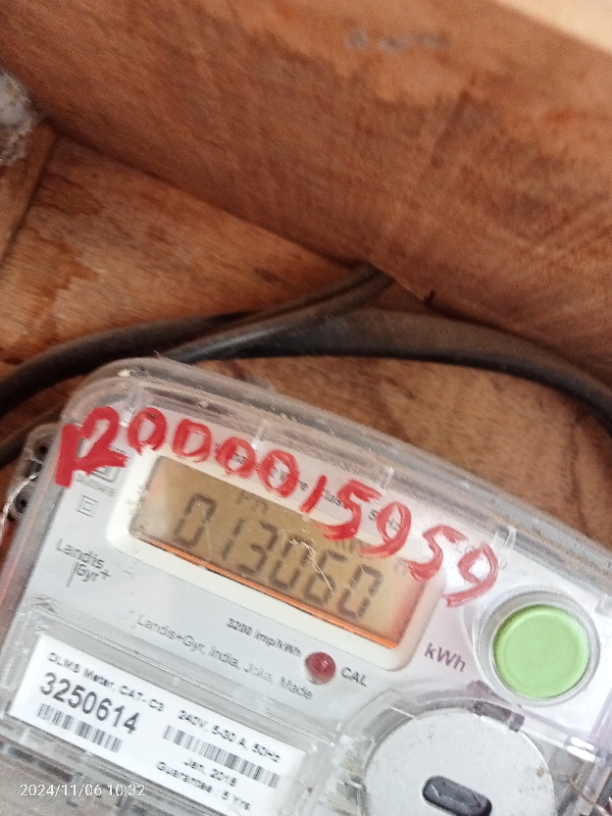 12000015959
013060
Landis
Gyr+
3200 imp/kWh
CAL
kWh
Landis+Gyr, India, Joka, Made
DLMS Meter, CAT- C3
240V, 5-30 A, 50Hz
3250614
Jan, 2018
Guarantee : 5 Yrs
2024/11/06 10:32